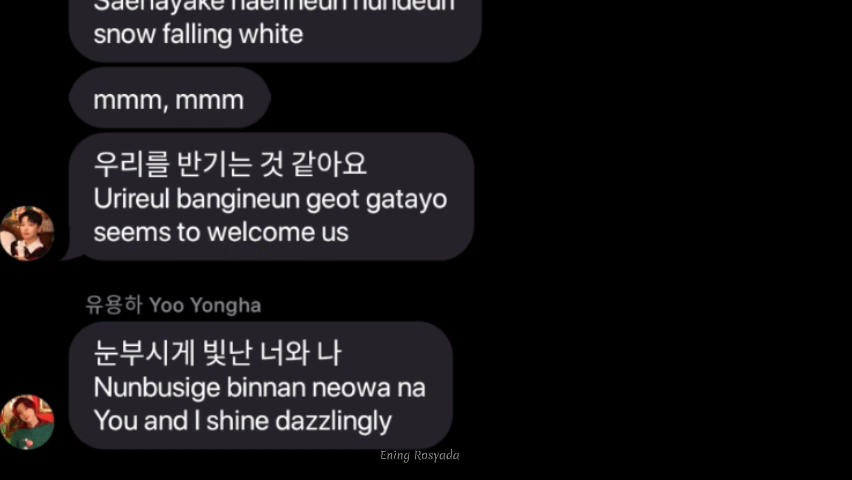 Saehayake naerineun nundeun
snow falling white
mmm, mmm
우리를 반기는 것 같아요
Urireul bangineun geot gatayo
seems to welcome us
유용하 Yoo Yongha
눈부시게 빛난 너와 나
Nunbusige binnan neowa na
You and I shine dazzlingly
Ening Rosyada